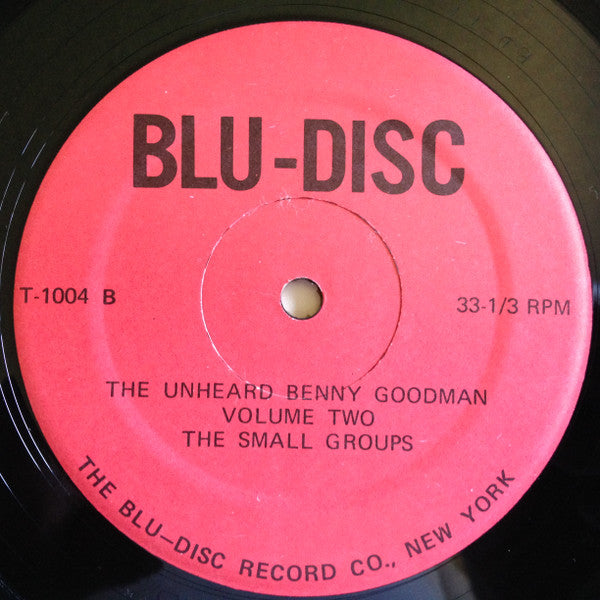 BLU-DISC
T-1004 B
33-1/3 RPM
THE UNHEARD BENNY GOODMAN
VOLUME TWO
THE SMALL GROUPS
THE BLU-DISC RECORD CO., NEW YORK